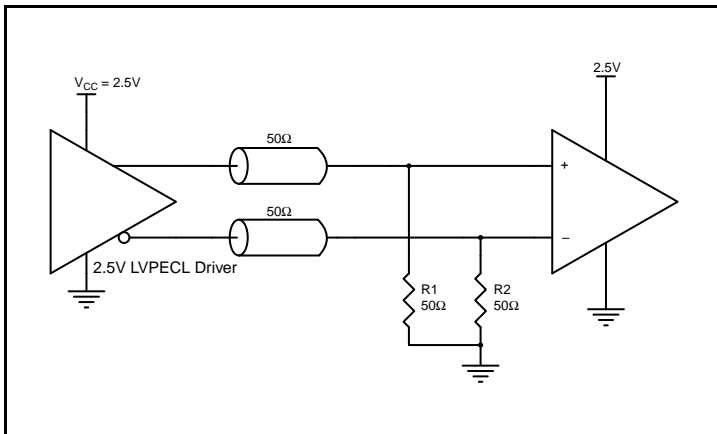 V_CC = 2.5V
2.5V
50Ω
+
50Ω
–
2.5V LVPECL Driver
R1
50Ω
R2
50Ω